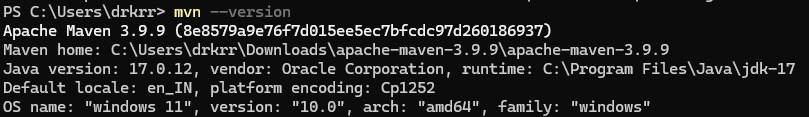 PS C:\Users\drkrr> mvn --version
Apache Maven 3.9.9 (8e8579a9e76f7d015ee5ec7bfcdc97d260186937)
Maven home: C:\Users\drkrr\Downloads\apache-maven-3.9.9\apache-maven-3.9.9
Java version: 17.0.12, vendor: Oracle Corporation, runtime: C:\Program Files\Java\jdk-17
Default locale: en_IN, platform encoding: Cp1252
OS name: "windows 11", version: "10.0", arch: "amd64", family: "windows"